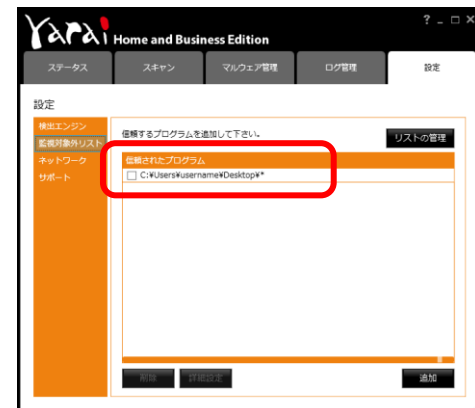 Yarai Home and Business Edition
? _ □ ×
ステータス スキャン マルウェア管理 ログ管理 設定
設定
検出エンジン
監視対象外リスト
ネットワーク
サポート
信頼するプログラムを追加して下さい。 リストの管理
信頼されたプログラム
C:¥Users¥username¥Desktop¥*
削除 詳細設定 追加